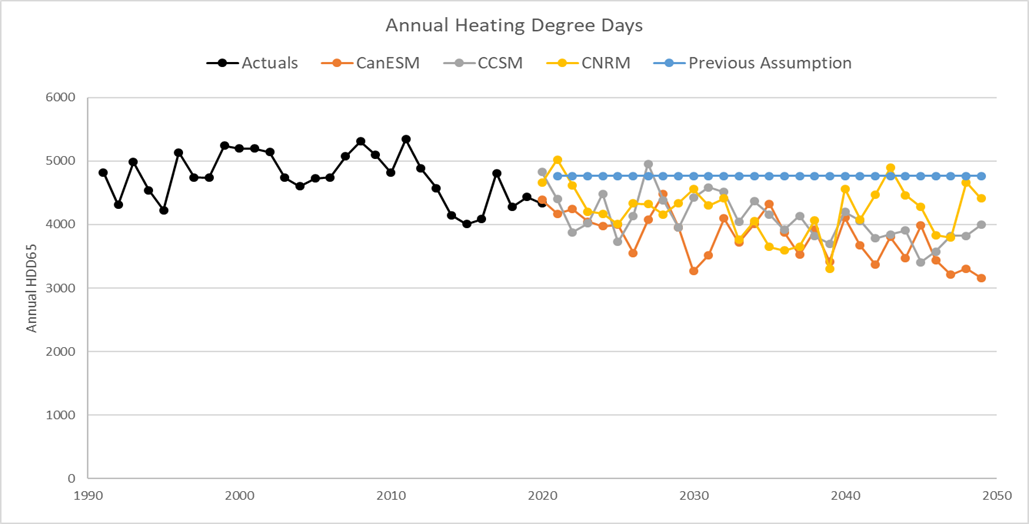 Annual Heating Degree Days
Actuals CanESM CCSM CNRM Previous Assumption
6000
5000
4000
3000
2000
1000
0
Annual HDD65
1990 2000 2010 2020 2030 2040 2050